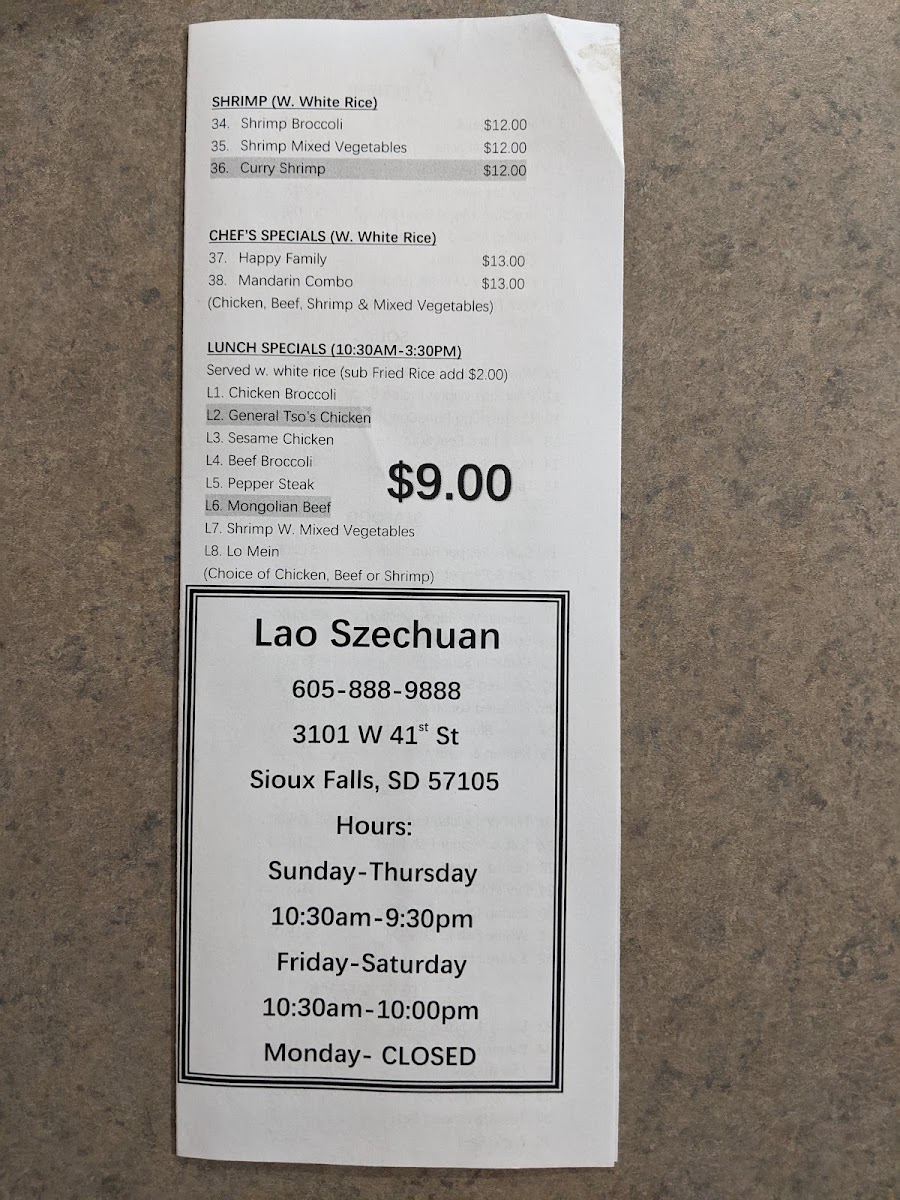 SHRIMP (W. White Rice)
34. Shrimp Broccoli $12.00
35. Shrimp Mixed Vegetables $12.00
36. Curry Shrimp $12.00
CHEF'S SPECIALS (W. White Rice)
37. Happy Family $13.00
38. Mandarin Combo $13.00
(Chicken, Beef, Shrimp & Mixed Vegetables)
LUNCH SPECIALS (10:30AM-3:30PM)
Served w. white rice (sub Fried Rice add $2.00)
L1. Chicken Broccoli
L2. General Tso's Chicken
L3. Sesame Chicken
L4. Beef Broccoli
L5. Pepper Steak
$9.00
L6. Mongolian Beef
L7. Shrimp W. Mixed Vegetables
L8. Lo Mein
(Choice of Chicken, Beef or Shrimp)
Lao Szechuan
605-888-9888
3101 W 41st St
Sioux Falls, SD 57105
Hours:
Sunday-Thursday
10:30am-9:30pm
Friday-Saturday
10:30am-10:00pm
Monday- CLOSED